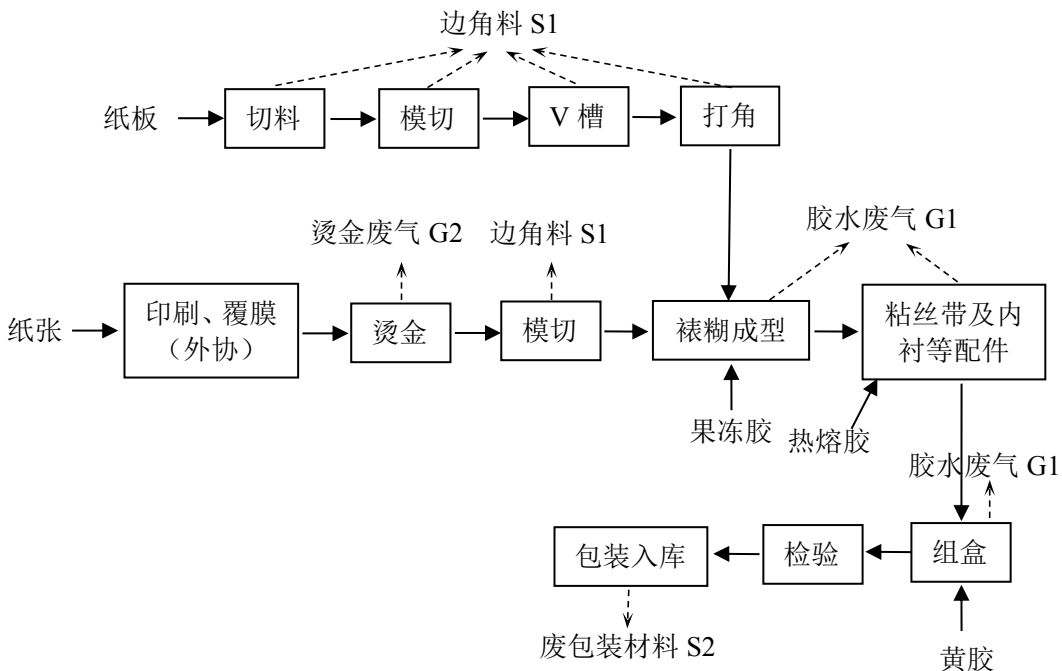 边角料 S1
纸板
切料
模切
V 槽
打角
烫金废气 G2
边角料 S1
胶水废气 G1
纸张
印刷、覆膜
（外协）
烫金
模切
裱糊成型
粘丝带及内
衬等配件
果冻胶
热熔胶
胶水废气 G1
包装入库
检验
组盒
废包装材料 S2
黄胶